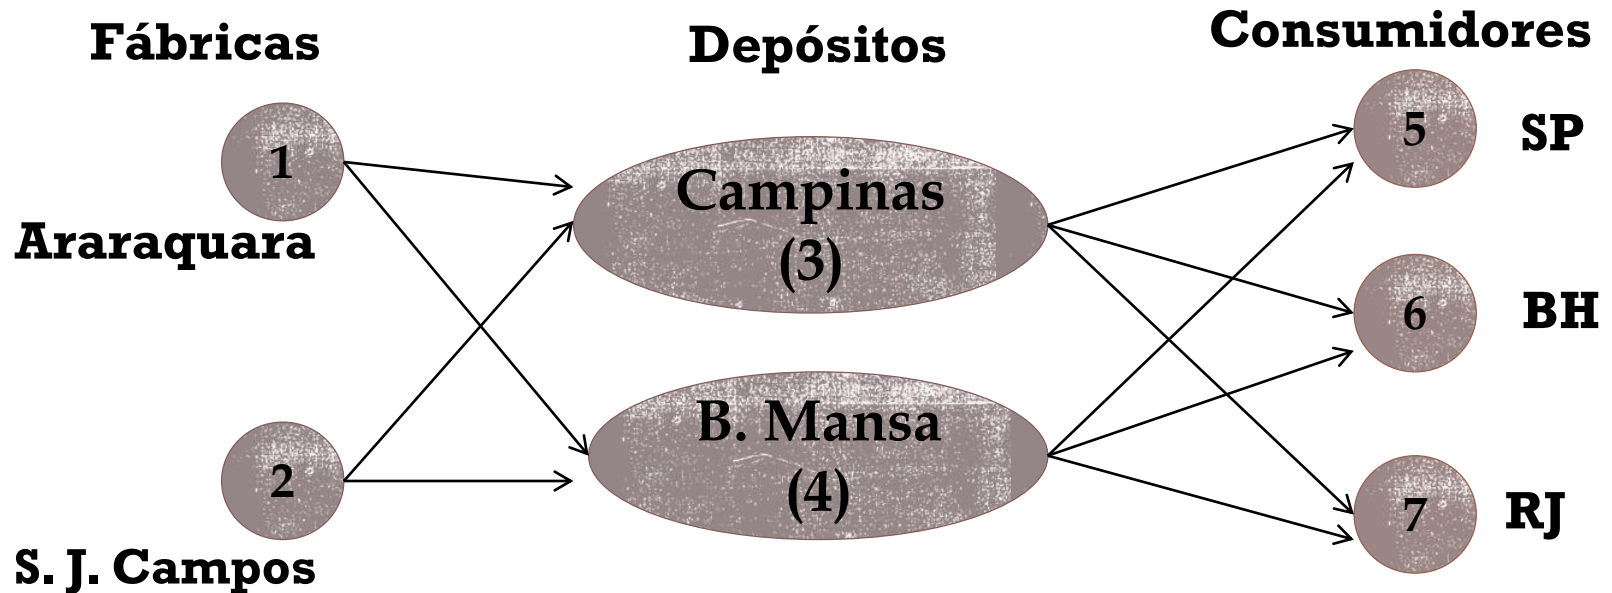 Fábricas
Depósitos
Consumidores
1
Araraquara
2
S. J. Campos
Campinas
(3)
B. Mansa
(4)
5
SP
6
BH
7
RJ